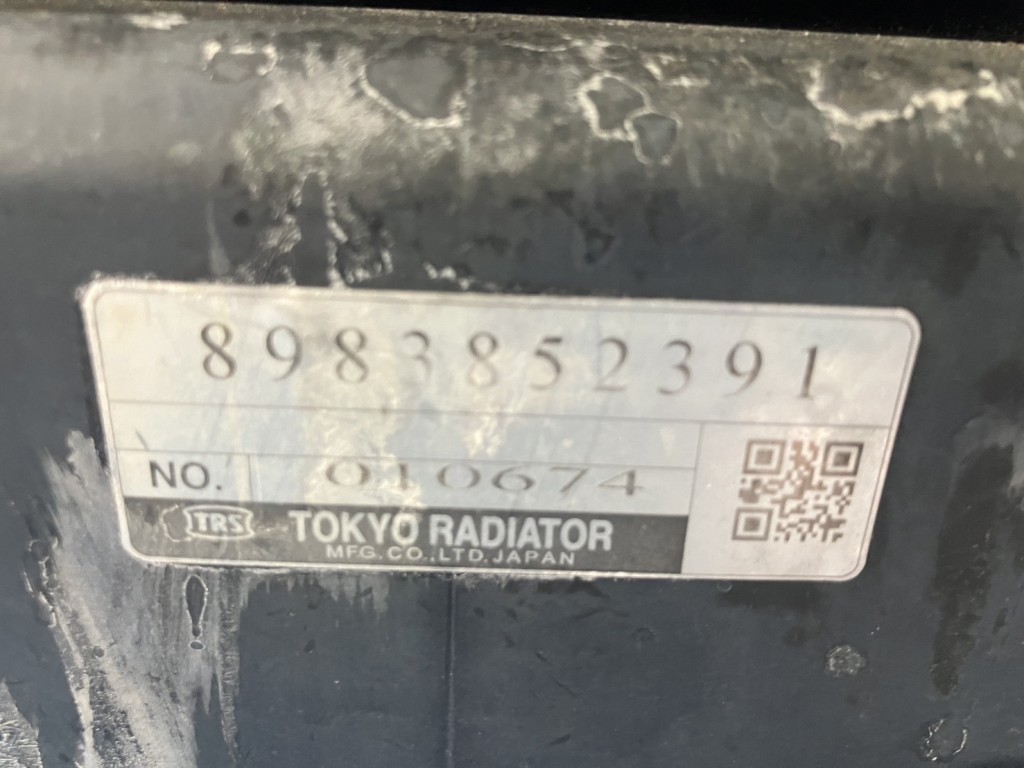 8983852391
NO. 010674
TRS TOKYO RADIATOR
MFG.CO.,LTD.JAPAN